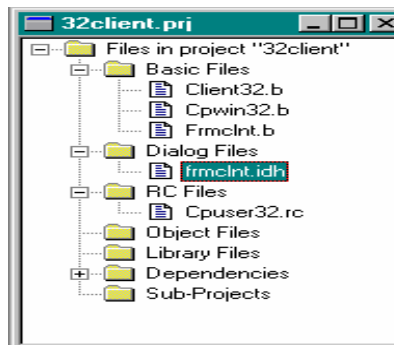 32client.prj
Files in project "32client"
Basic Files
Client32.b
Cpwin32.b
Frmclnt.b
Dialog Files
frmclnt.idh
RC Files
Cpuser32.rc
Object Files
Library Files
Dependencies
Sub-Projects